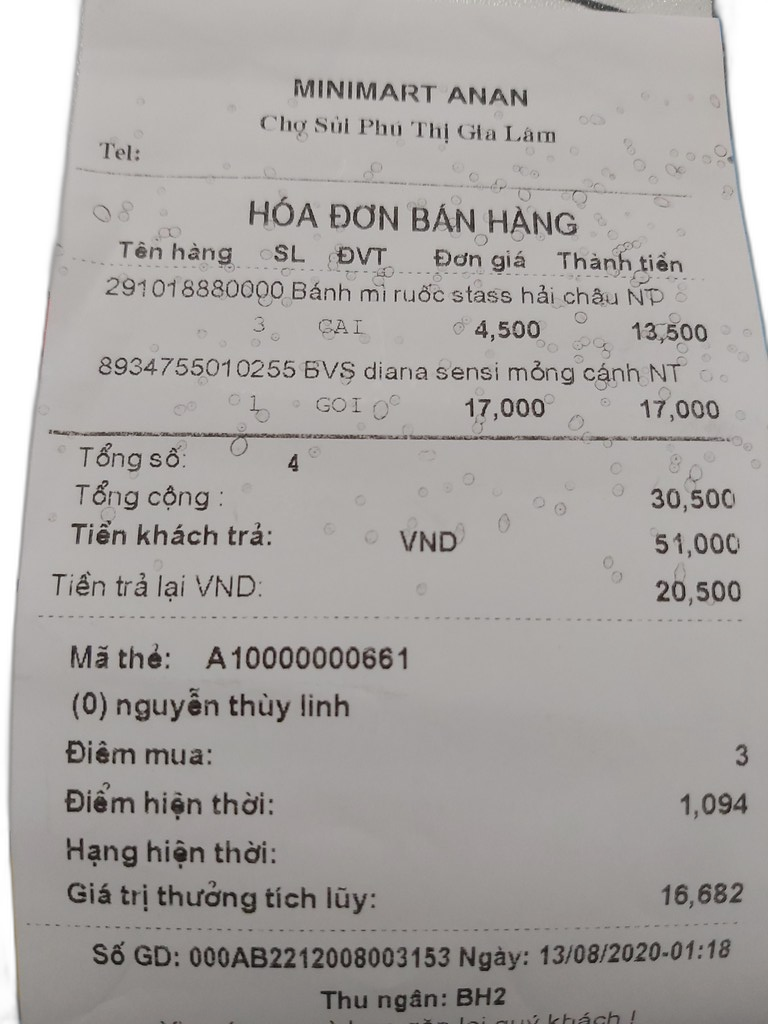 MINIMART ANAN
Chợ Sủi Phú Thị Gia Lâm
Tel:
HÓA ĐƠN BÁN HÀNG
Tên hàng SL ĐVT Đơn giá Thành tiền
291018880000 Bánh mì ruốc stass hải châu NT
3 CAI 4,500 13,500
8934755010255 BVS diana sensi mỏng cánh NT
1 GOI 17,000 17,000
Tổng số: 4
Tổng cộng : 30,500
Tiền khách trả: VND 51,000
Tiền trả lại VND: 20,500
Mã thẻ: A10000000661
(0) nguyễn thùy linh
Điêm mua: 3
Điểm hiện thời: 1,094
Hạng hiện thời:
Giá trị thưởng tích lũy: 16,682
Số GD: 000AB2212008003153 Ngày: 13/08/2020-01:18
Thu ngân: BH2
lại quý khách !